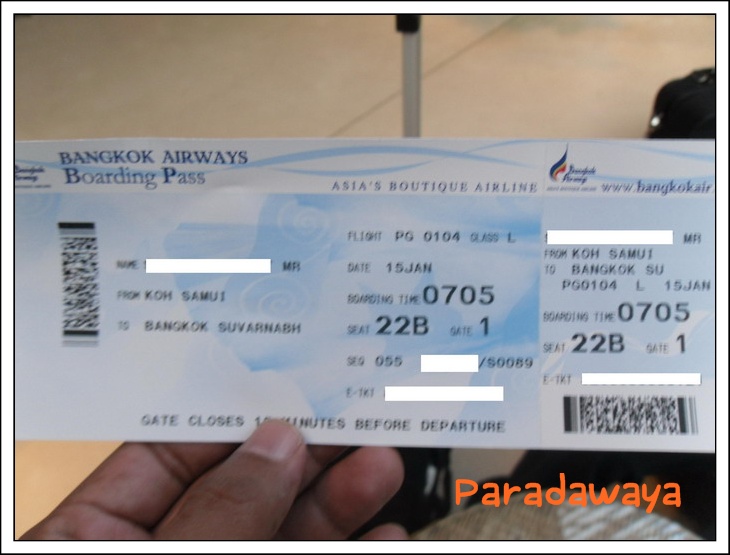 BANGKOK AIRWAYS
Boarding Pass
ASIA'S BOUTIQUE AIRLINE
NAME MR
FROM KOH SAMUI
TO BANGKOK SUVARNABH
FLIGHT PG 0104 CLASS L
DATE 15JAN
BOARDING TIME 0705
SEAT 22B GATE 1
SEQ 055 /S0089
E-TKT
GATE CLOSES MINUTES BEFORE DEPARTURE
Bangkok
Airways
www.bangkokair
MR
FROM KOH SAMUI
TO BANGKOK SU
PG0104 L 15JAN
BOARDING TIME 0705
SEAT 22B GATE 1
E-TKT
Paradawaya